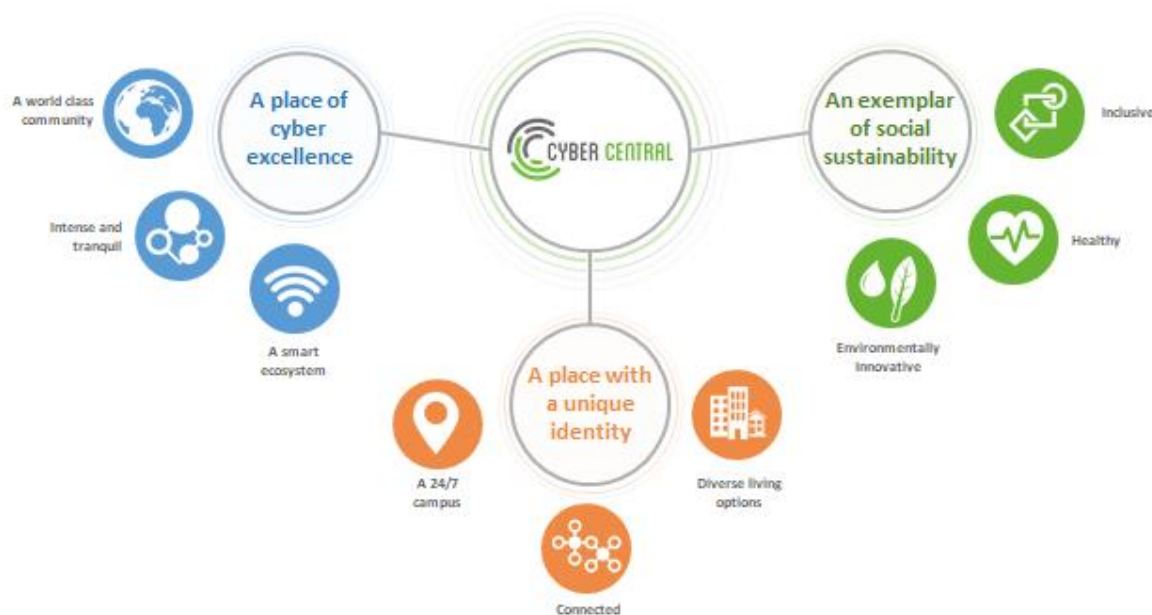 A world class
community
A place of
cyber
excellence
Intense and
tranquil
A smart
ecosystem
CYBER CENTRAL
A place with
a unique
identity
A 24/7
campus
Connected
Diverse living
options
An exemplar
of social
sustainability
Inclusive
Healthy
Environmentally
Innovative